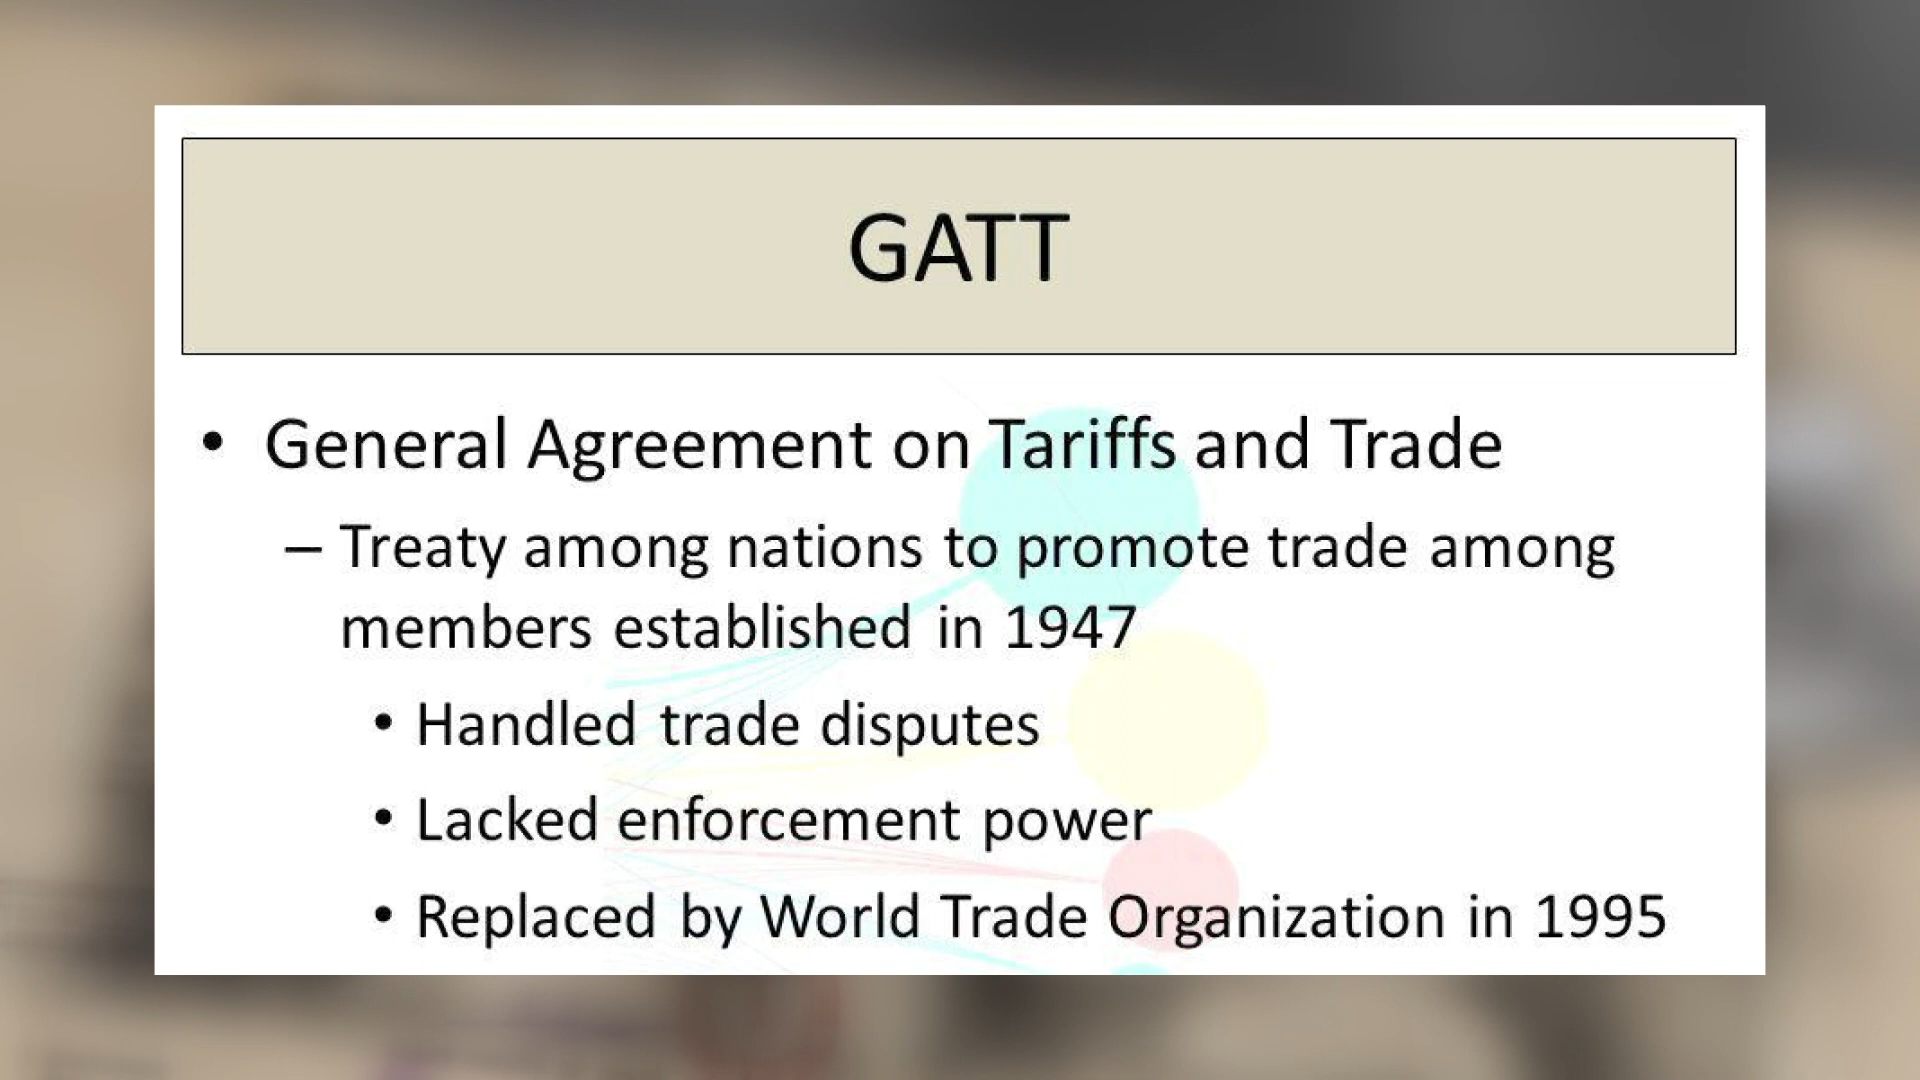 GATT
• General Agreement on Tariffs and Trade
– Treaty among nations to promote trade among
members established in 1947
• Handled trade disputes
• Lacked enforcement power
• Replaced by World Trade Organization in 1995